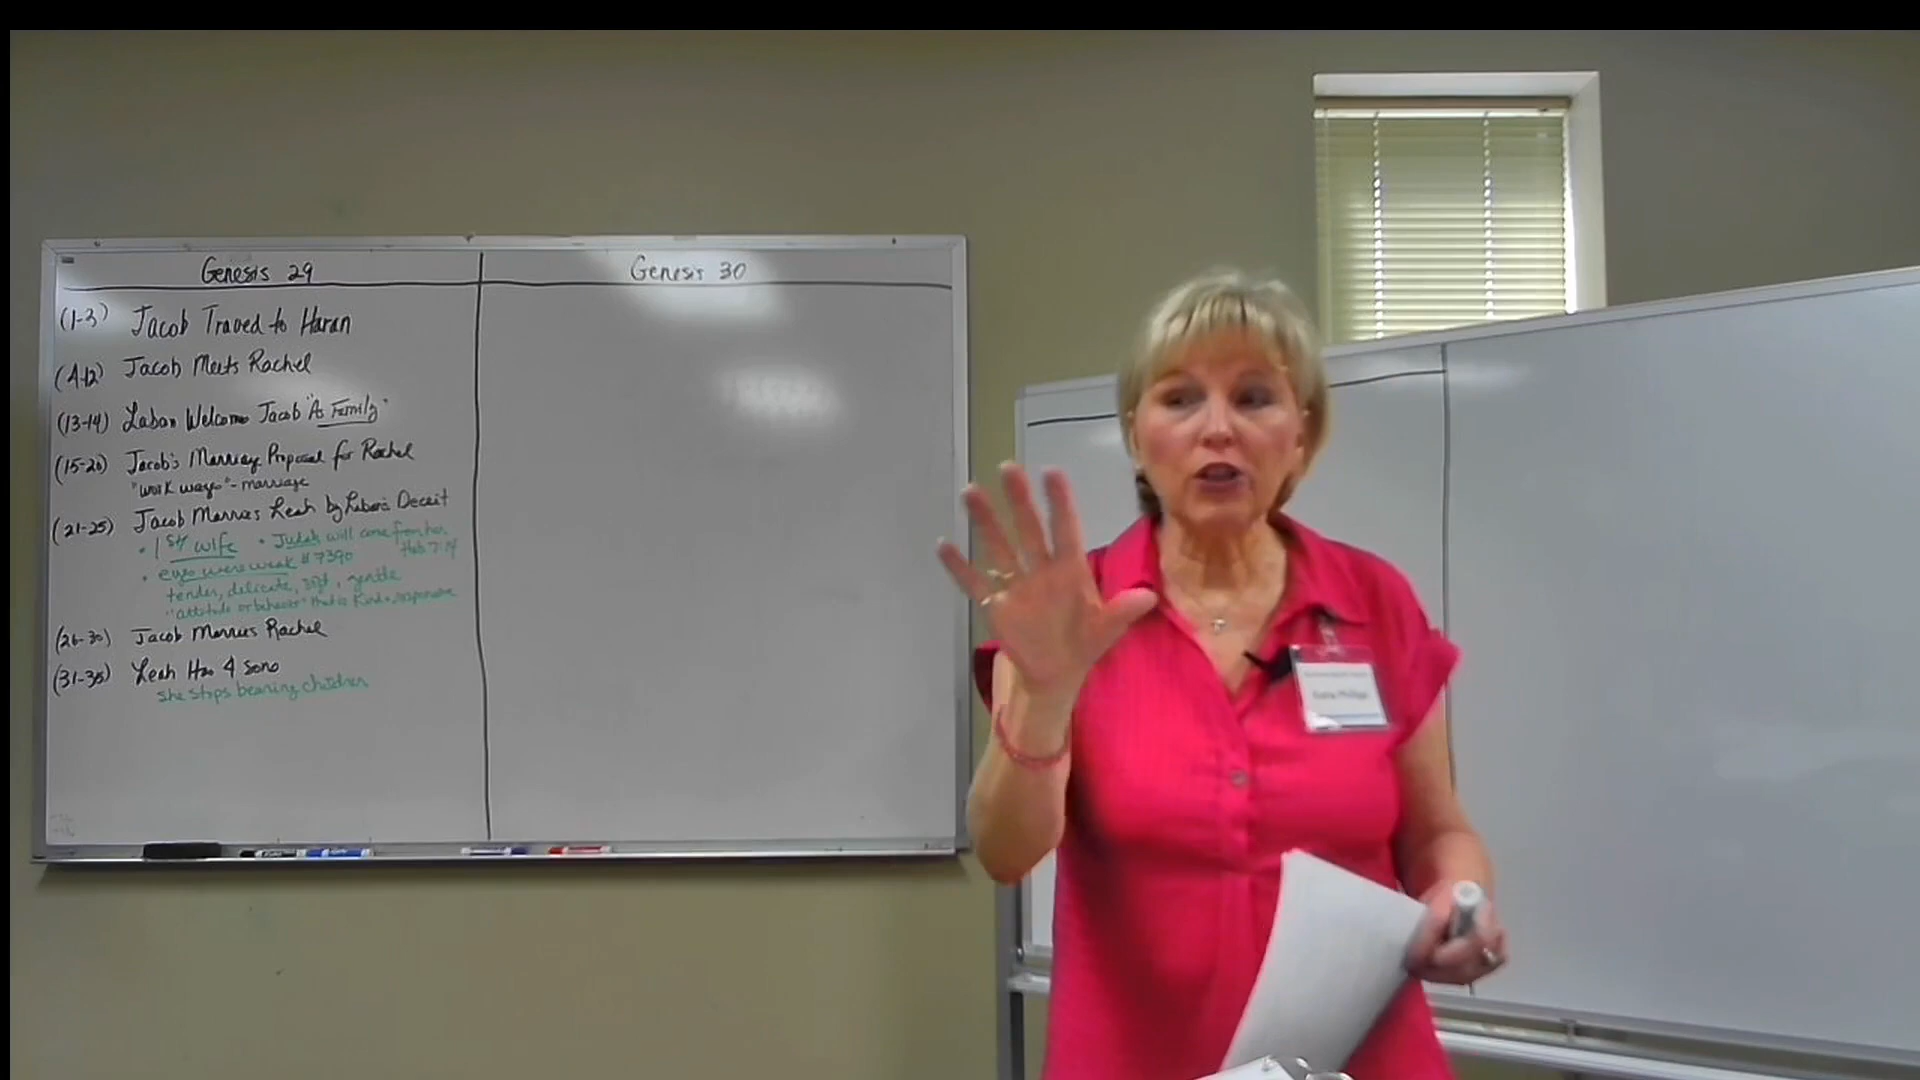 Genesis 29
(1-3) Jacob Traved to Haran
(4-12) Jacob Meets Rachel
(13-14) Laban Welcome Jacob "As Family"
(15-20) Jacob's Marriage Proposal for Rachel
"work wages" - marriage
(21-25) Jacob Marries Leah by Laban's Deceit
• 1st wife • Judah will come from her
Heb. 7:14
• eyes were weak #7390
tender, delicate, soft, gentle
"attitude or behavior" that is kind + responsive
(26-30) Jacob Marries Rachel
(31-35) Leah Has 4 sons
she stops bearing children
Genesis 30